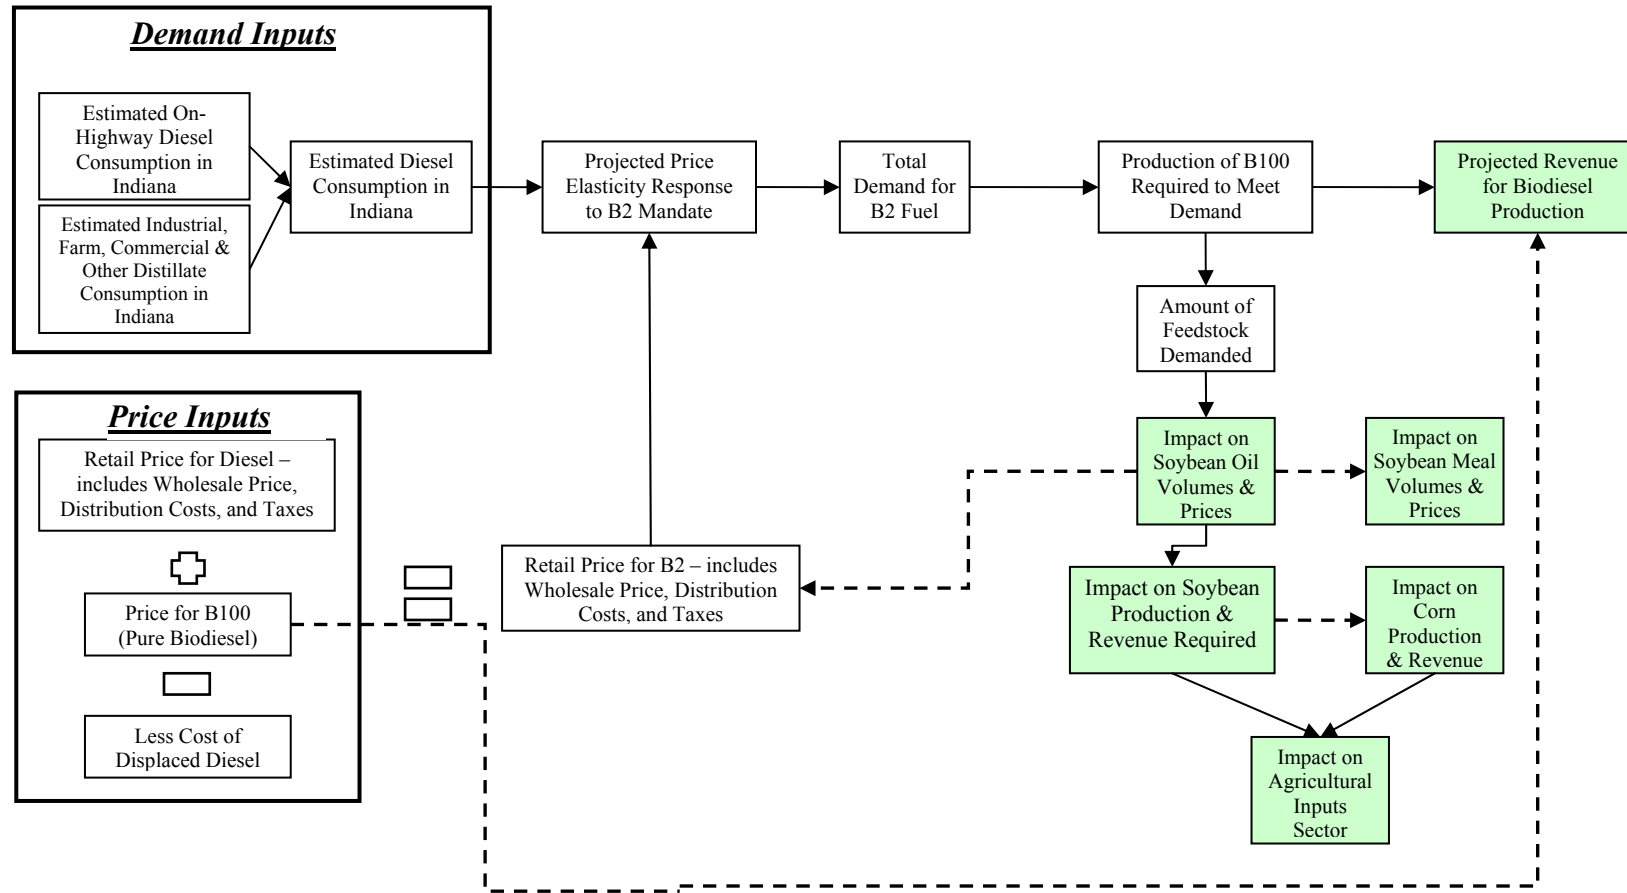 Demand Inputs
Estimated On-
Highway Diesel
Consumption in
Indiana
Estimated Industrial,
Farm, Commercial &
Other Distillate
Consumption in
Indiana
Estimated Diesel
Consumption in
Indiana
Projected Price
Elasticity Response
to B2 Mandate
Total
Demand for
B2 Fuel
Production of B100
Required to Meet
Demand
Projected Revenue
for Biodiesel
Production
Amount of
Feedstock
Demanded
Price Inputs
Retail Price for Diesel –
includes Wholesale Price,
Distribution Costs, and Taxes
Price for B100
(Pure Biodiesel)
Less Cost of
Displaced Diesel
Retail Price for B2 – includes
Wholesale Price, Distribution
Costs, and Taxes
Impact on
Soybean Oil
Volumes &
Prices
Impact on
Soybean Meal
Volumes &
Prices
Impact on Soybean
Production &
Revenue Required
Impact on
Corn
Production
& Revenue
Impact on
Agricultural
Inputs
Sector